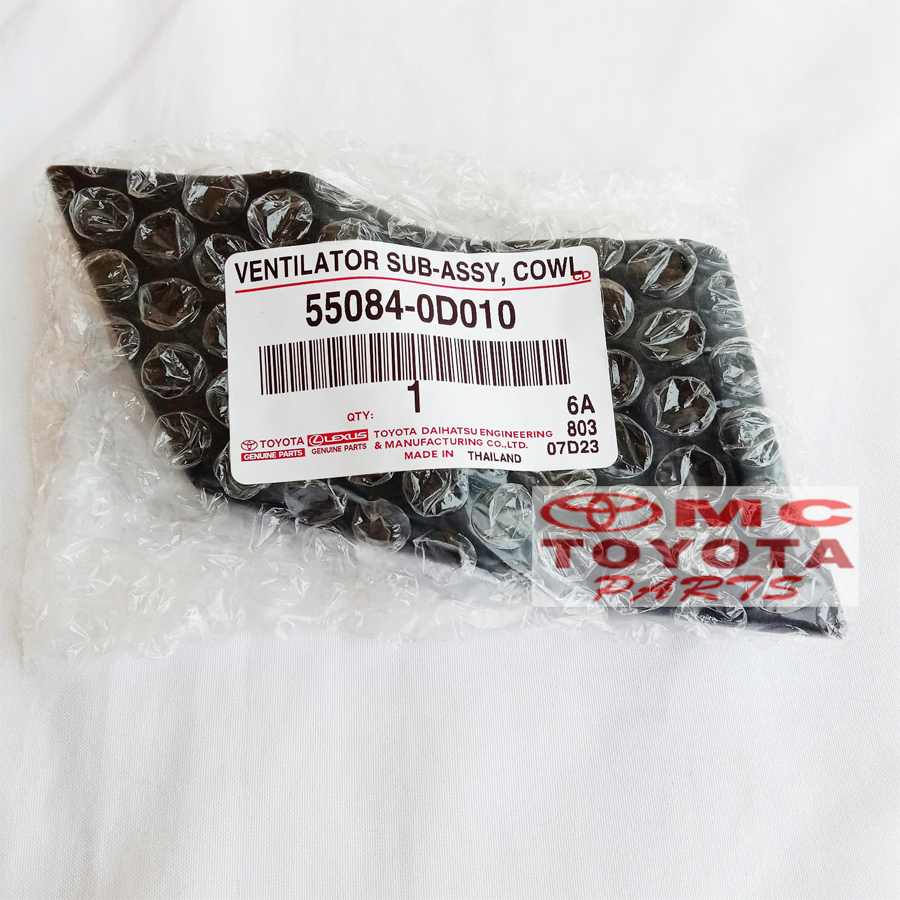 VENTILATOR SUB-ASSY, COWL
CD
55084-0D010
QTY: 1
6A
803
07D23
TOYOTA
GENUINE PARTS
LEXUS
GENUINE PARTS
TOYOTA DAIHATSU ENGINEERING
& MANUFACTURING CO.,LTD.
MADE IN THAILAND
MC
TOYOTA
PARTS